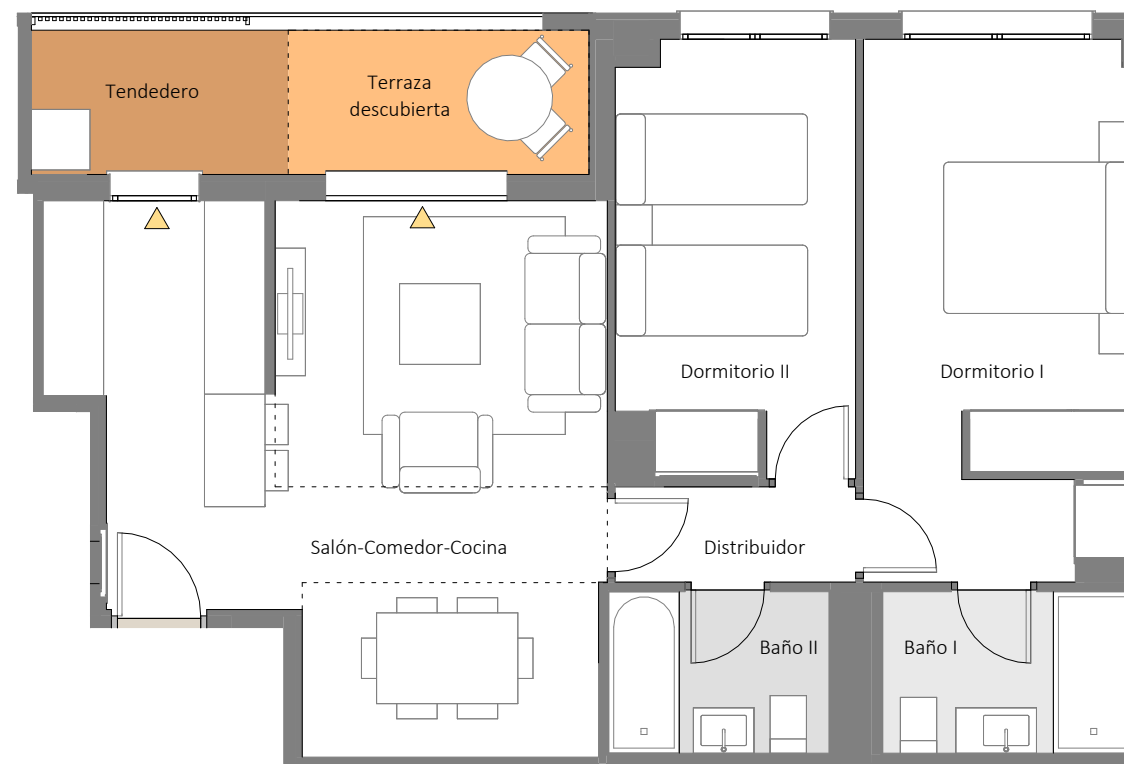 Tendedero
Terraza
descubierta
Dormitorio II
Dormitorio I
Salón-Comedor-Cocina
Distribuidor
Baño II
Baño I